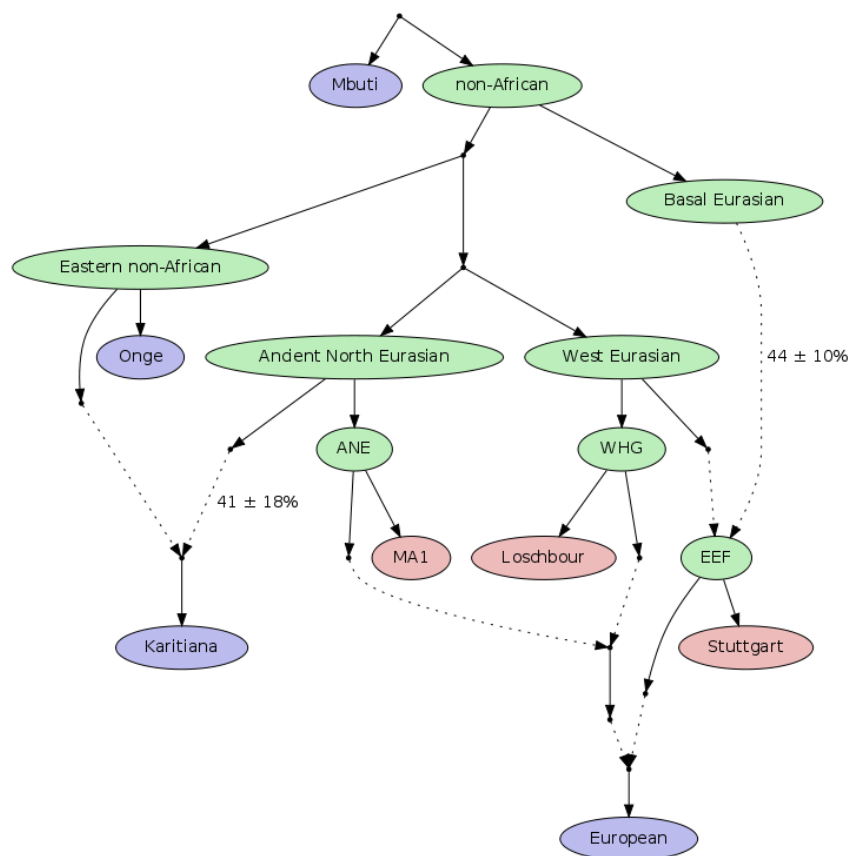 Mbuti
non-African
Basal Eurasian
Eastern non-African
Onge
Ancient North Eurasian
West Eurasian
44 ± 10%
ANE
WHG
41 ± 18%
MA1
Loschbour
EEF
Karitiana
Stuttgart
European